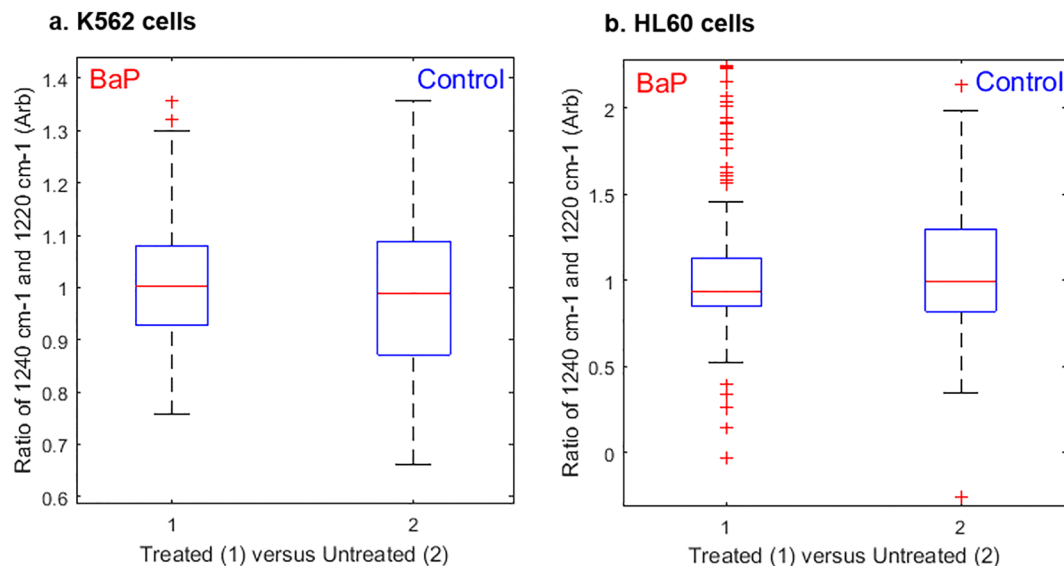 a. K562 cells
BaP
Control
Ratio of 1240 cm-1 and 1220 cm-1 (Arb)
1.4
1.3
1.2
1.1
1
0.9
0.8
0.7
0.6
1
2
Treated (1) versus Untreated (2)
b. HL60 cells
BaP
Control
Ratio of 1240 cm-1 and 1220 cm-1 (Arb)
2
1.5
1
0.5
0
1
2
Treated (1) versus Untreated (2)